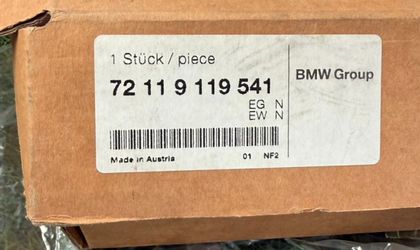 1 Stück / piece
72 11 9 119 541
EG N
EW N
BMW Group
Made in Austria 01 NF2